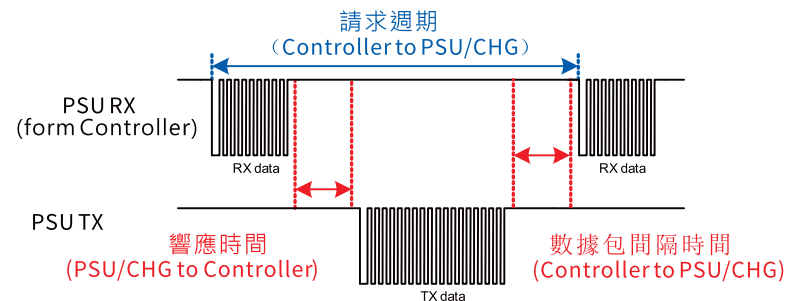 請求週期
（Controller to PSU/CHG）
PSU RX
(form Controller)
RX data
RX data
PSU TX
響應時間
(PSU/CHG to Controller)
數據包間隔時間
(Controller to PSU/CHG)
TX data